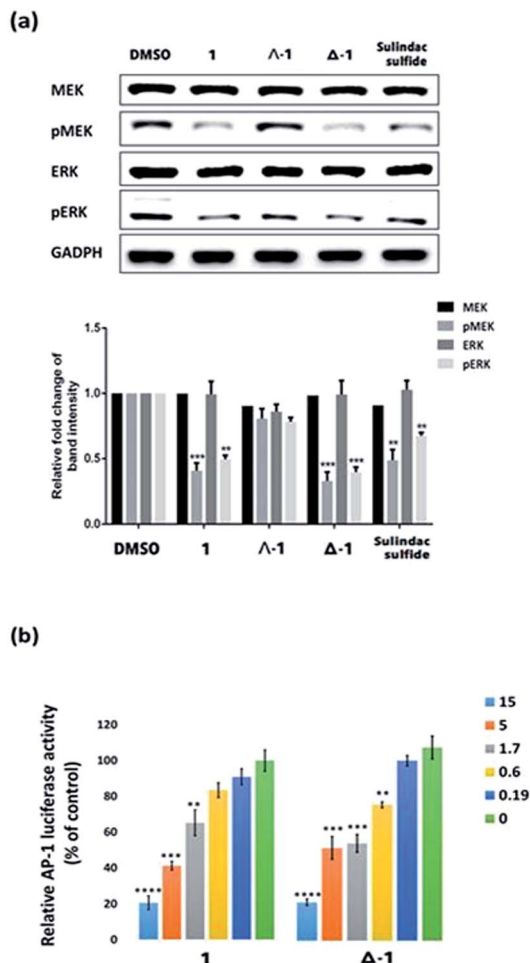 (a)
DMSO 1 Λ-1 Δ-1 Sulindac
sulfide
MEK
pMEK
ERK
pERK
GADPH
MEK
pMEK
ERK
pERK
Relative fold change of
band intensity
1.5
1.0
0.5
0.0
*** ** *** *** ** **
DMSO 1 Λ-1 Δ-1 Sulindac
sulfide
(b)
Relative AP-1 luciferase activity
(% of control)
120
100
80
60
40
20
0
**** *** ** **** *** *** **
1 Δ-1
15
5
1.7
0.6
0.19
0